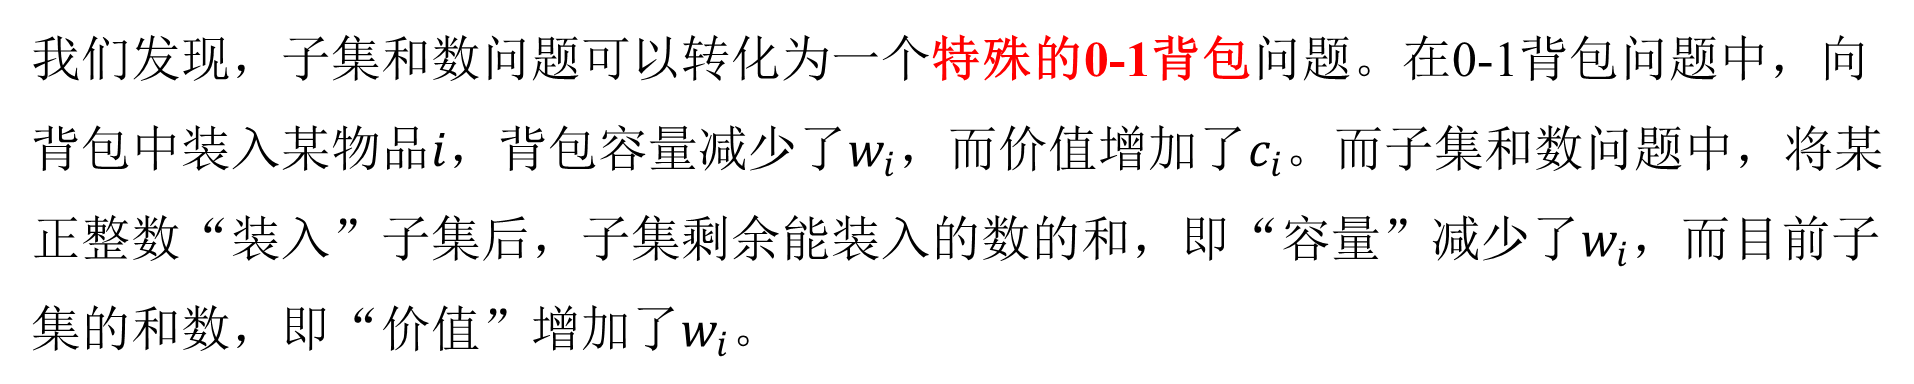 我们发现，子集和数问题可以转化为一个特殊的0-1背包问题。在0-1背包问题中，向
背包中装入某物品i，背包容量减少了wᵢ，而价值增加了cᵢ。而子集和数问题中，将某
正整数“装入”子集后，子集剩余能装入的数的和，即“容量”减少了wᵢ，而目前子
集的和数，即“价值”增加了wᵢ。